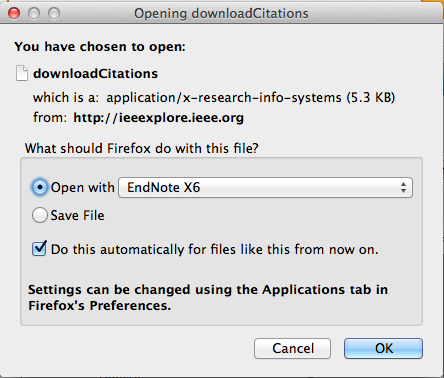 Opening downloadCitations
You have chosen to open:
downloadCitations
which is a: application/x-research-info-systems (5.3 KB)
from: http://ieeexplore.ieee.org
What should Firefox do with this file?
Open with EndNote X6
Save File
Do this automatically for files like this from now on.
Settings can be changed using the Applications tab in
Firefox's Preferences.
Cancel OK